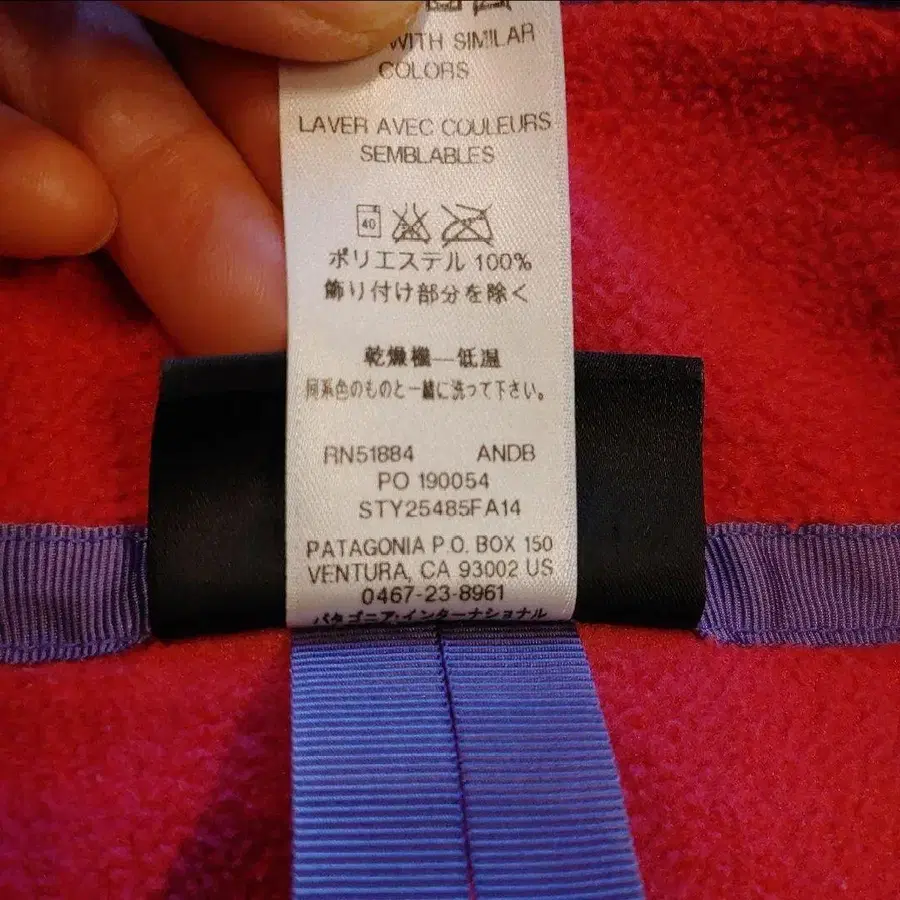 WITH SIMILAR
COLORS
LAVER AVEC COULEURS
SEMBLABLES
40
ポリエステル 100%
飾り付け部分を除く
乾燥機—低温
同系色のものと一緒に洗って下さい。
RN51884 ANDB
PO 190054
STY25485FA14
PATAGONIA P.O. BOX 150
VENTURA, CA 93002 US
0467-23-8961
パタゴニア・インターナショナル